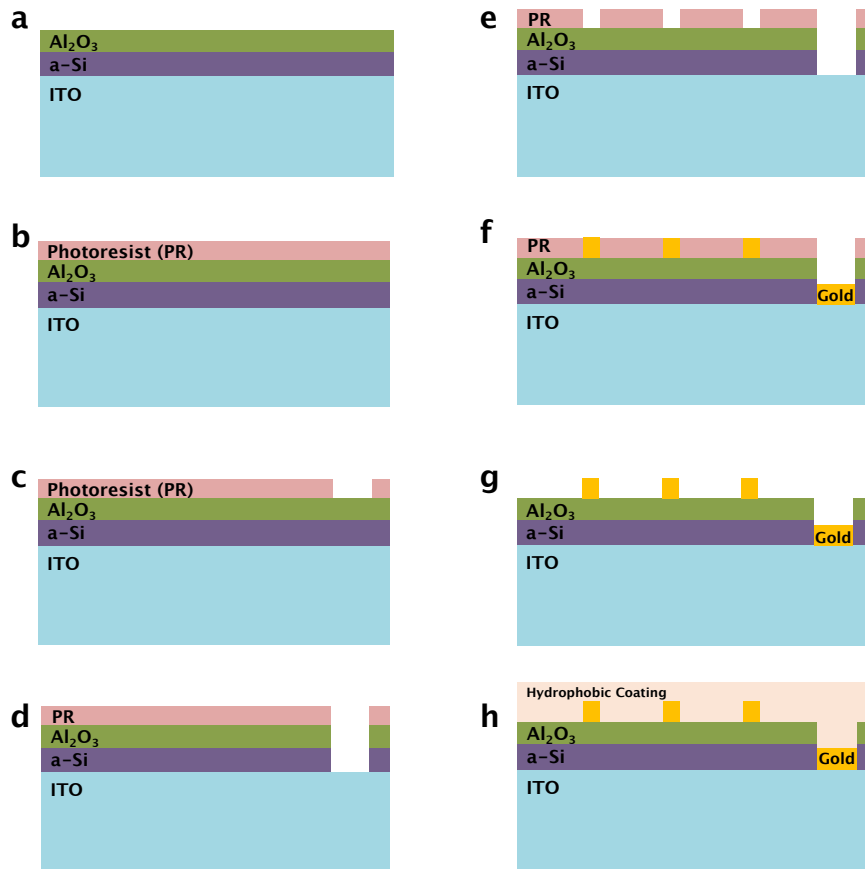 a
Al₂O₃
a-Si
ITO
b
Photoresist (PR)
Al₂O₃
a-Si
ITO
c
Photoresist (PR)
Al₂O₃
a-Si
ITO
d
PR
Al₂O₃
a-Si
ITO
e
PR
Al₂O₃
a-Si
ITO
f
PR
Al₂O₃
a-Si
Gold
ITO
g
Al₂O₃
a-Si
Gold
ITO
h
Hydrophobic Coating
Al₂O₃
a-Si
Gold
ITO